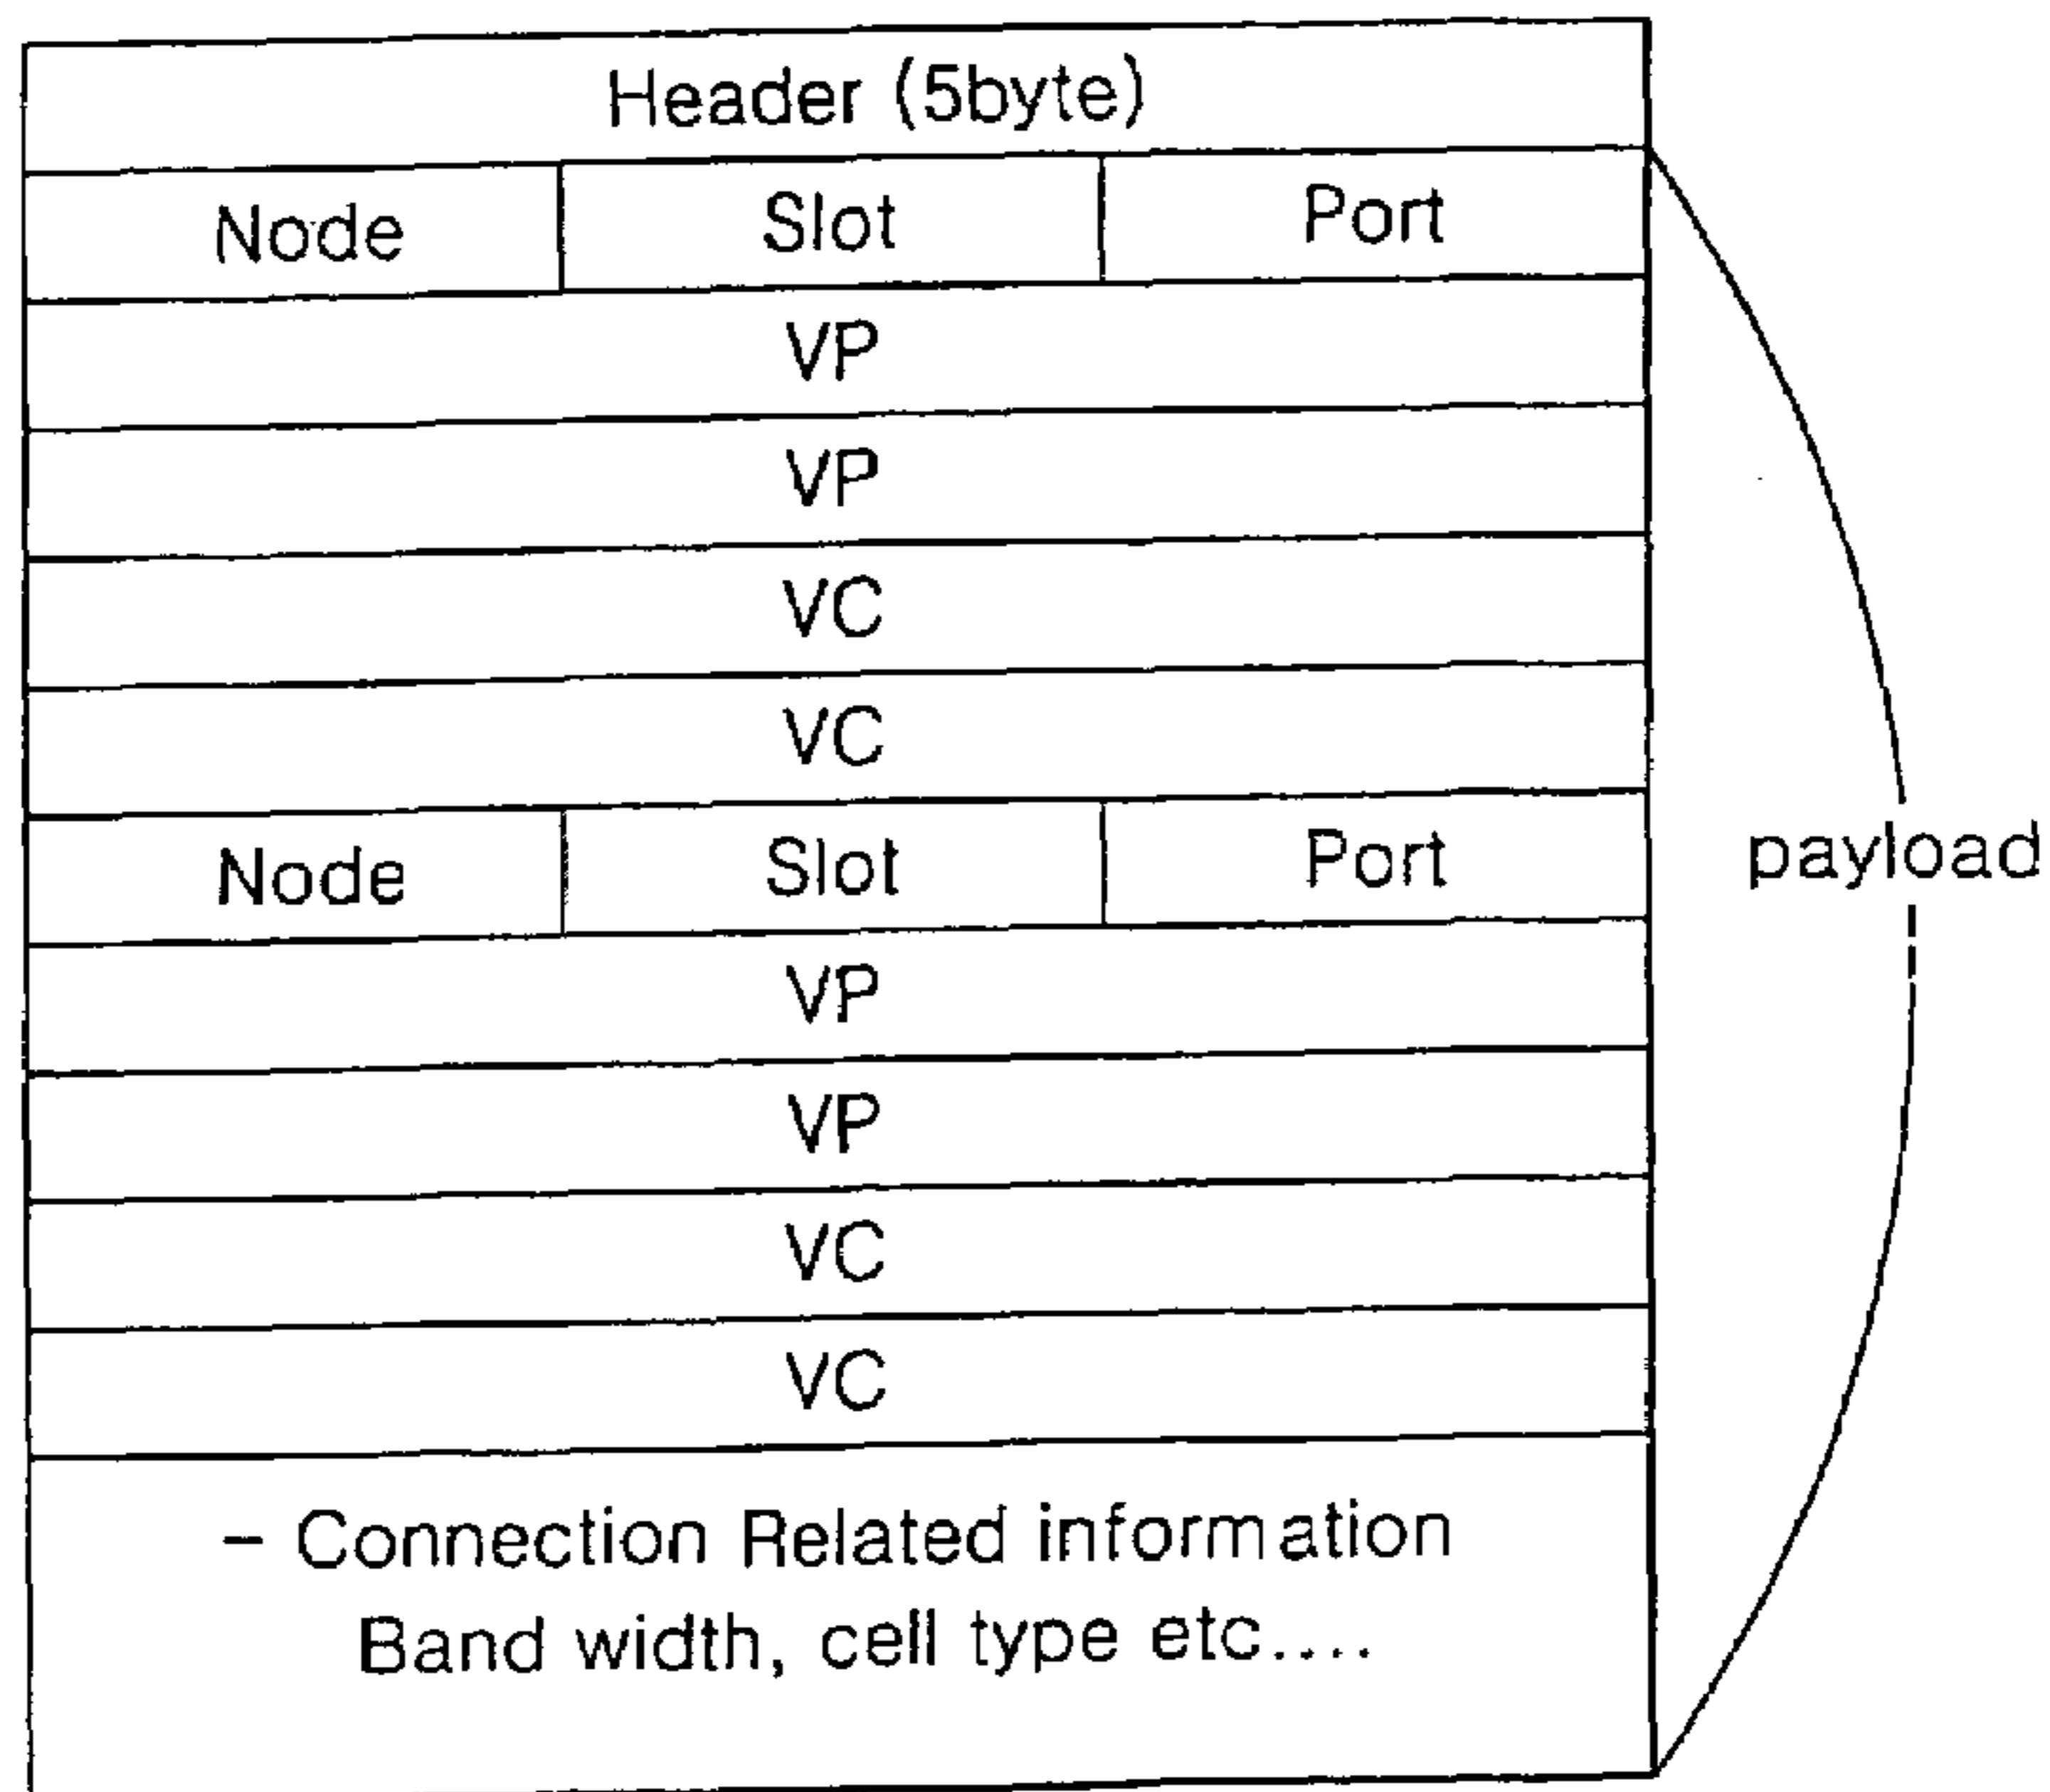 Header (5byte)
Node Slot Port
VP
VP
VC
VC
Node Slot Port
payload
VP
VP
VC
VC
– Connection Related information
Band width, cell type etc....